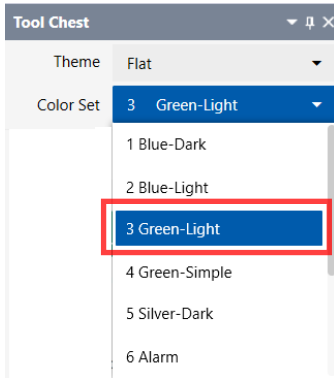 Tool Chest
Theme Flat
Color Set 3 Green-Light
1 Blue-Dark
2 Blue-Light
3 Green-Light
4 Green-Simple
5 Silver-Dark
6 Alarm